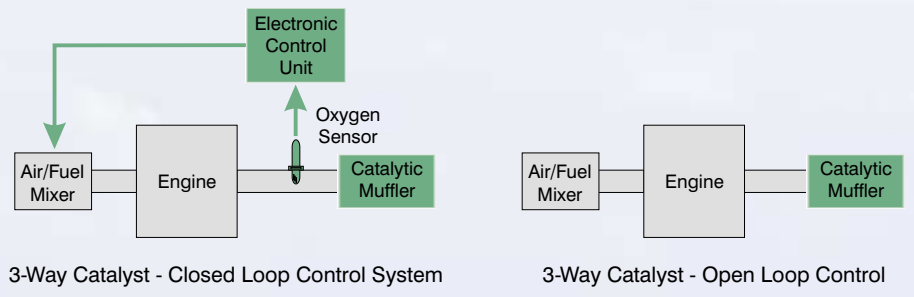 Electronic
Control
Unit
Oxygen
Sensor
Air/Fuel
Mixer
Engine
Catalytic
Muffler
3-Way Catalyst - Closed Loop Control System
Air/Fuel
Mixer
Engine
Catalytic
Muffler
3-Way Catalyst - Open Loop Control